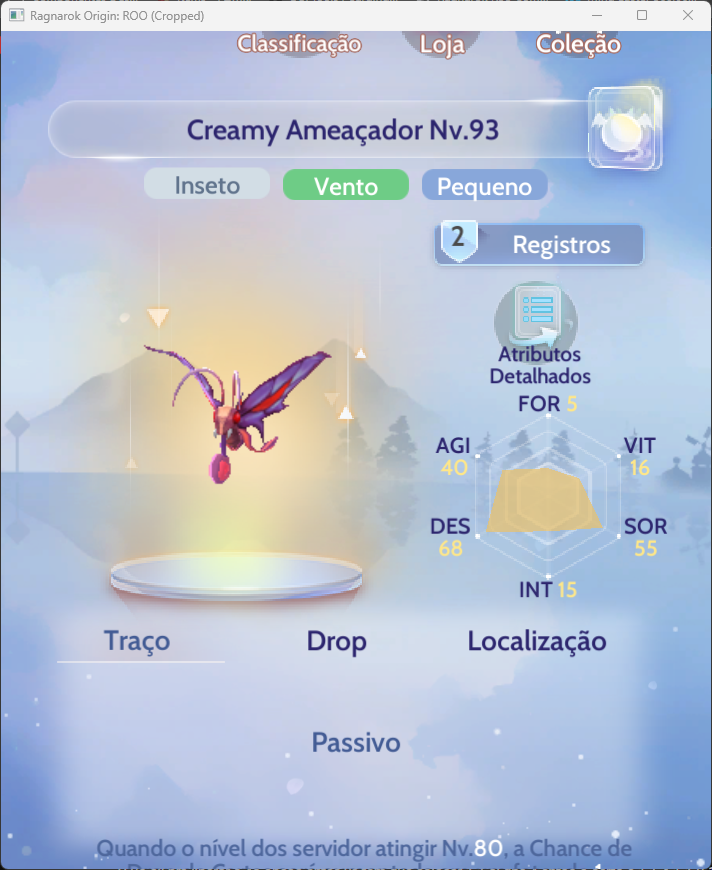 Ragnarok Origin: ROO (Cropped)
Classificação Loja Coleção
Creamy Ameaçador Nv.93
Inseto Vento Pequeno
2 Registros
Atributos
Detalhados
FOR 5
AGI 40
VIT 16
DES 68
SOR 55
INT 15
Traço Drop Localização
Passivo
Quando o nível dos servidor atingir Nv.80, a Chance de